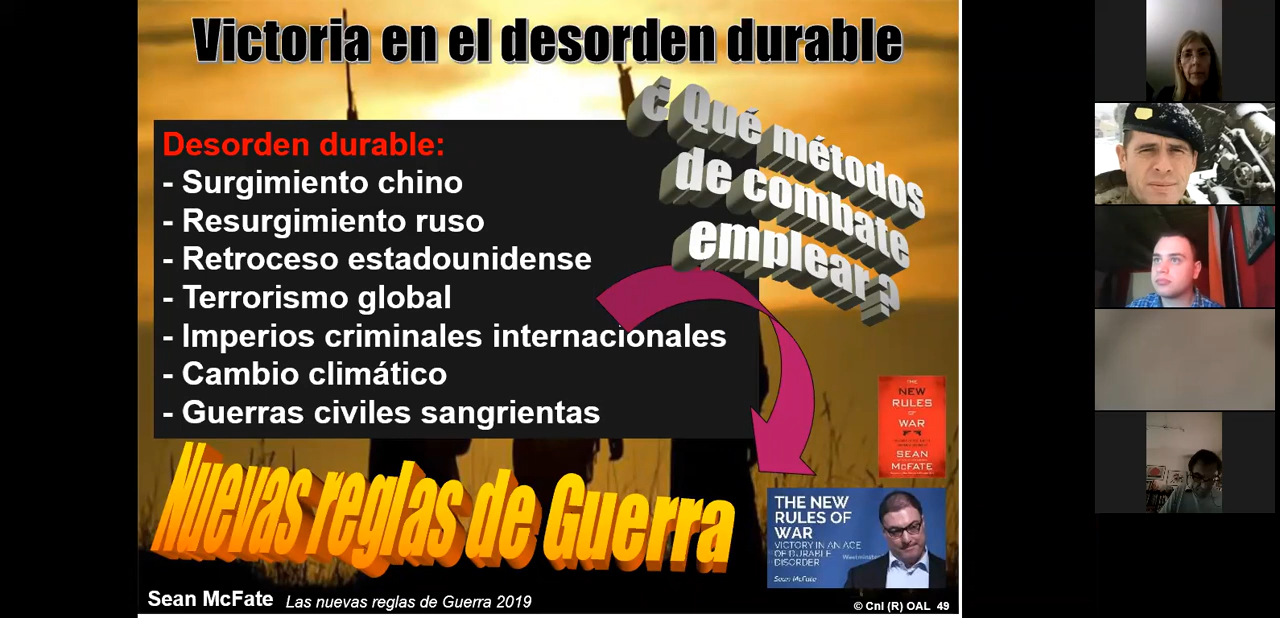 Victoria en el desorden durable
¿ Qué métodos
de combate
emplear ?
Desorden durable:
- Surgimiento chino
- Resurgimiento ruso
- Retroceso estadounidense
- Terrorismo global
- Imperios criminales internacionales
- Cambio climático
- Guerras civiles sangrientas
THE
NEW
RULES
OF
WAR
SEAN
McFATE
Nuevas reglas de Guerra
THE NEW
RULES OF
WAR
VICTORY IN AN AGE
OF DURABLE
DISORDER
Westminster
Sean McFate
Sean McFate Las nuevas reglas de Guerra 2019
© Cnl (R) OAL 49